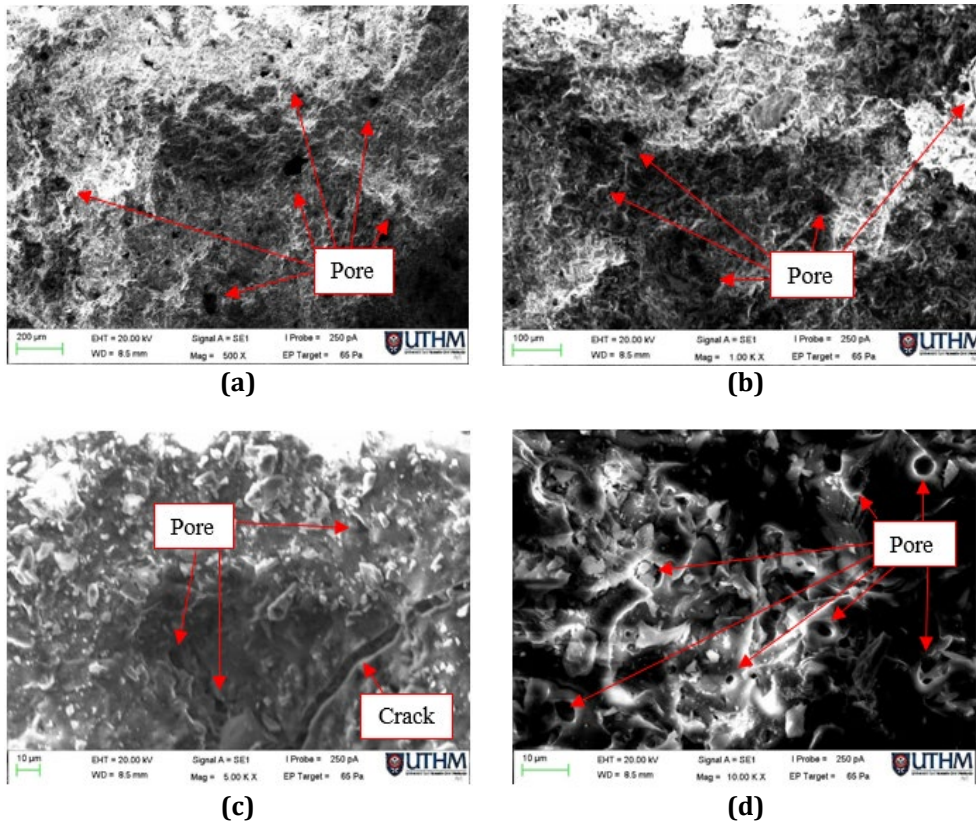 Pore
200 µm
EHT = 20.00 kV
WD = 8.5 mm
Signal A = SE1
Mag = 500 X
I Probe = 250 pA
EP Target = 65 Pa
UTHM
(a)
Pore
100 µm
EHT = 20.00 kV
WD = 8.5 mm
Signal A = SE1
Mag = 1.00 K X
I Probe = 250 pA
EP Target = 65 Pa
UTHM
(b)
Pore
Crack
10 µm
EHT = 20.00 kV
WD = 8.5 mm
Signal A = SE1
Mag = 5.00 K X
I Probe = 250 pA
EP Target = 65 Pa
UTHM
(c)
Pore
10 µm
EHT = 20.00 kV
WD = 8.5 mm
Signal A = SE1
Mag = 10.00 K X
I Probe = 250 pA
EP Target = 65 Pa
UTHM
(d)